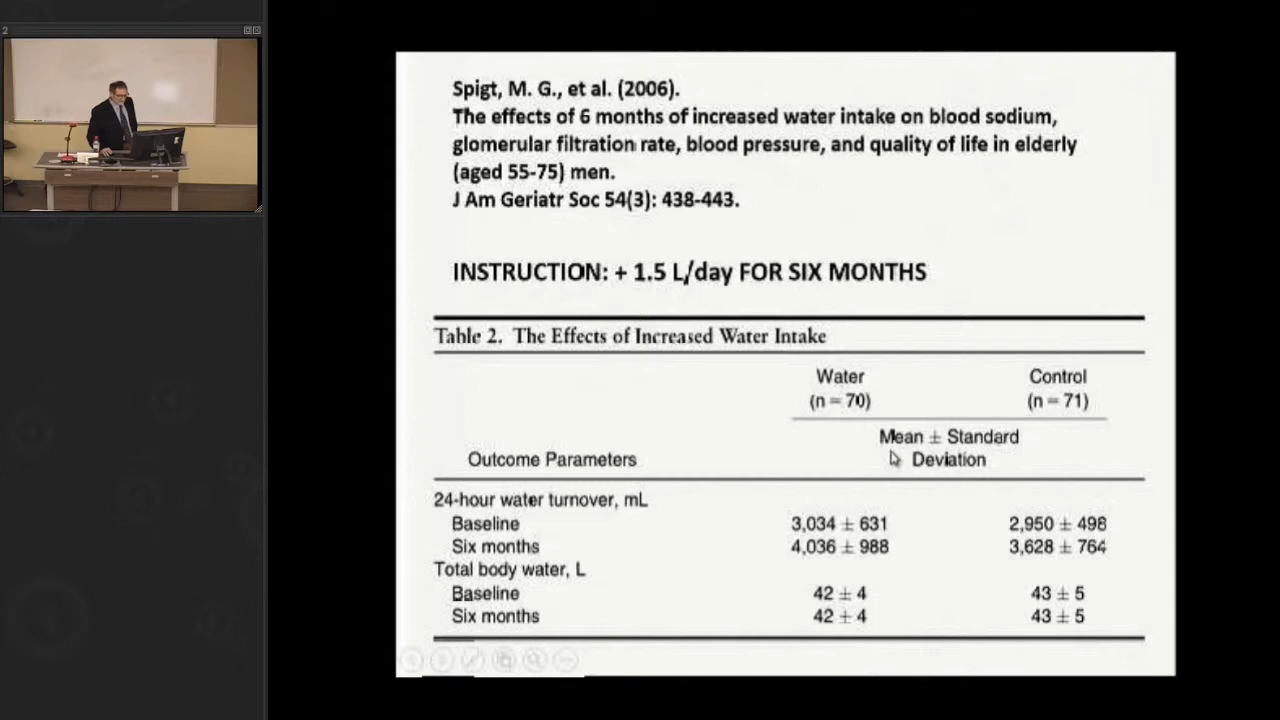 2
Spigt, M. G., et al. (2006).
The effects of 6 months of increased water intake on blood sodium,
glomerular filtration rate, blood pressure, and quality of life in elderly
(aged 55-75) men.
J Am Geriatr Soc 54(3): 438-443.
INSTRUCTION: + 1.5 L/day FOR SIX MONTHS
Table 2. The Effects of Increased Water Intake
Water Control
(n = 70) (n = 71)
Mean ± Standard
Outcome Parameters Deviation
24-hour water turnover, mL
Baseline 3,034 ± 631 2,950 ± 498
Six months 4,036 ± 988 3,628 ± 764
Total body water, L
Baseline 42 ± 4 43 ± 5
Six months 42 ± 4 43 ± 5